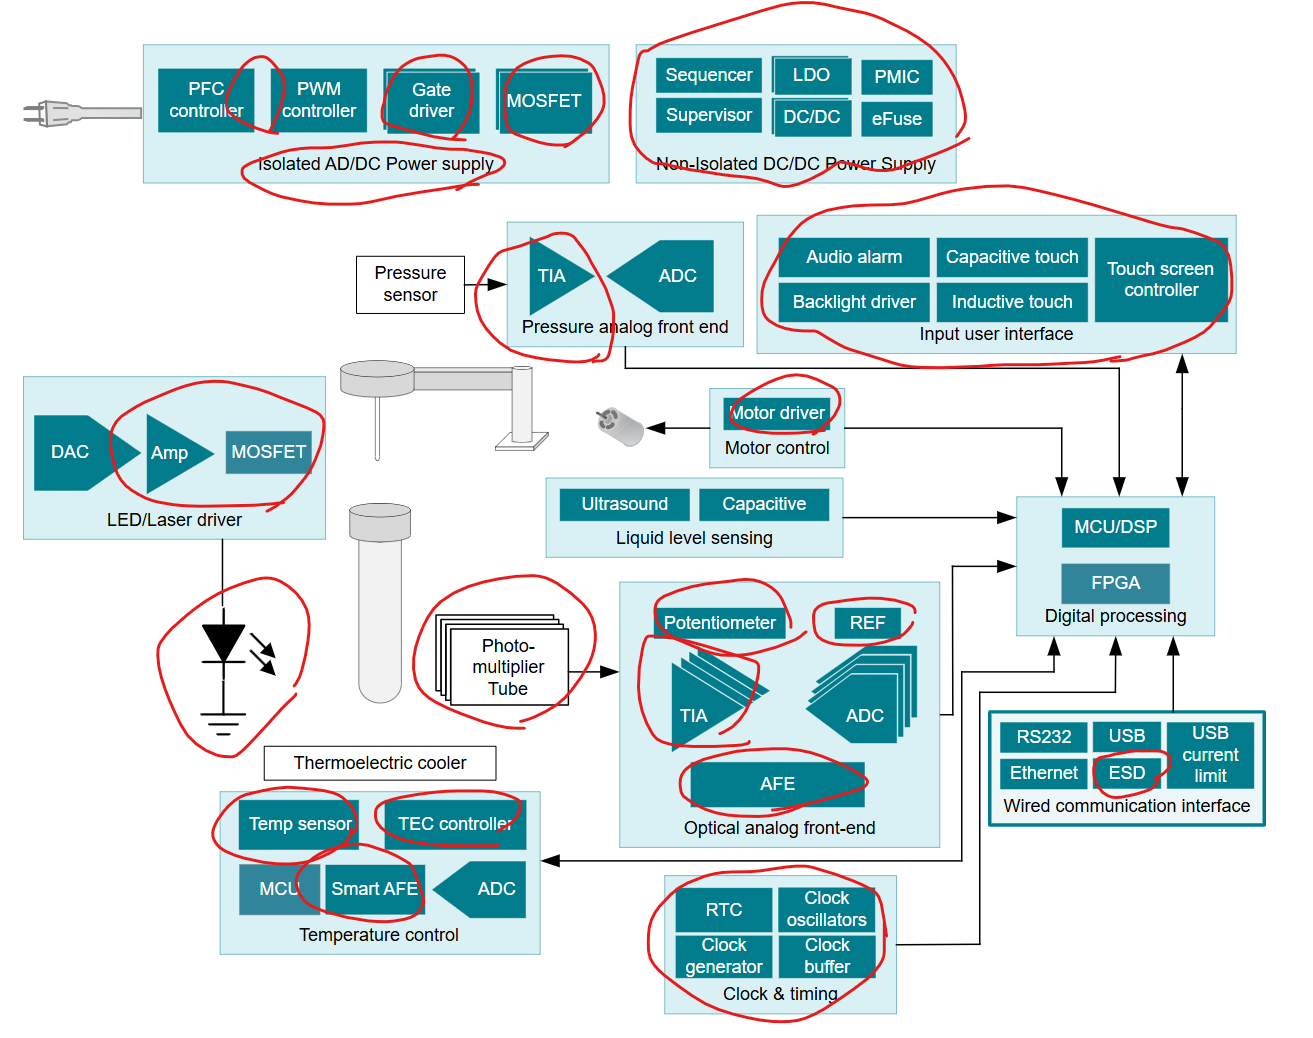 PFC
controller
PWM
controller
Gate
driver
MOSFET
Isolated AD/DC Power supply
Sequencer
LDO
PMIC
Supervisor
DC/DC
eFuse
Non-Isolated DC/DC Power Supply
Pressure
sensor
TIA
ADC
Pressure analog front end
Audio alarm
Capacitive touch
Touch screen
controller
Backlight driver
Inductive touch
Input user interface
DAC
Amp
MOSFET
LED/Laser driver
Motor driver
Motor control
Ultrasound
Capacitive
Liquid level sensing
MCU/DSP
FPGA
Digital processing
Photo-
multiplier
Tube
Potentiometer
REF
TIA
ADC
AFE
Optical analog front-end
RS232
USB
USB
current
limit
Ethernet
ESD
Wired communication interface
Thermoelectric cooler
Temp sensor
TEC controller
MCU
Smart AFE
ADC
Temperature control
RTC
Clock
oscillators
Clock
generator
Clock
buffer
Clock & timing